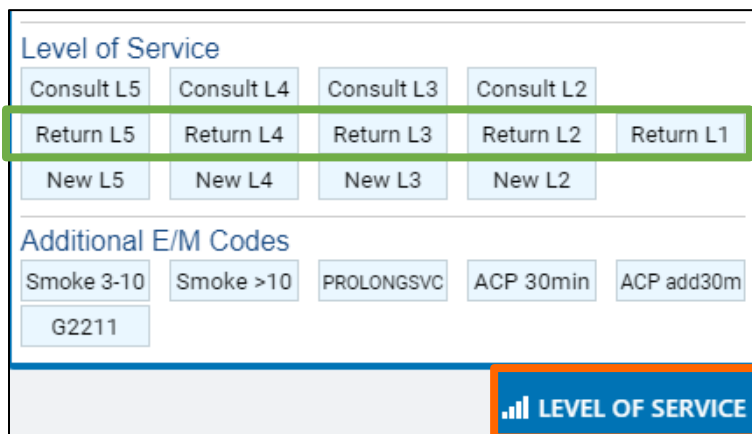 Level of Service
Consult L5 Consult L4 Consult L3 Consult L2
Return L5 Return L4 Return L3 Return L2 Return L1
New L5 New L4 New L3 New L2
Additional E/M Codes
Smoke 3-10 Smoke >10 PROLONGSVC ACP 30min ACP add30m
G2211
LEVEL OF SERVICE